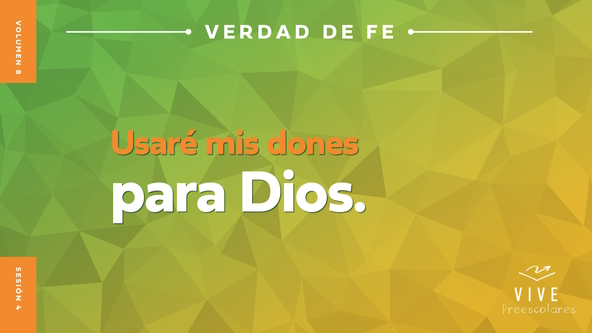 VOLUMEN 8
VERDAD DE FE
Usaré mis dones
para Dios.
SESIÓN 4
VIVE
Preescolares